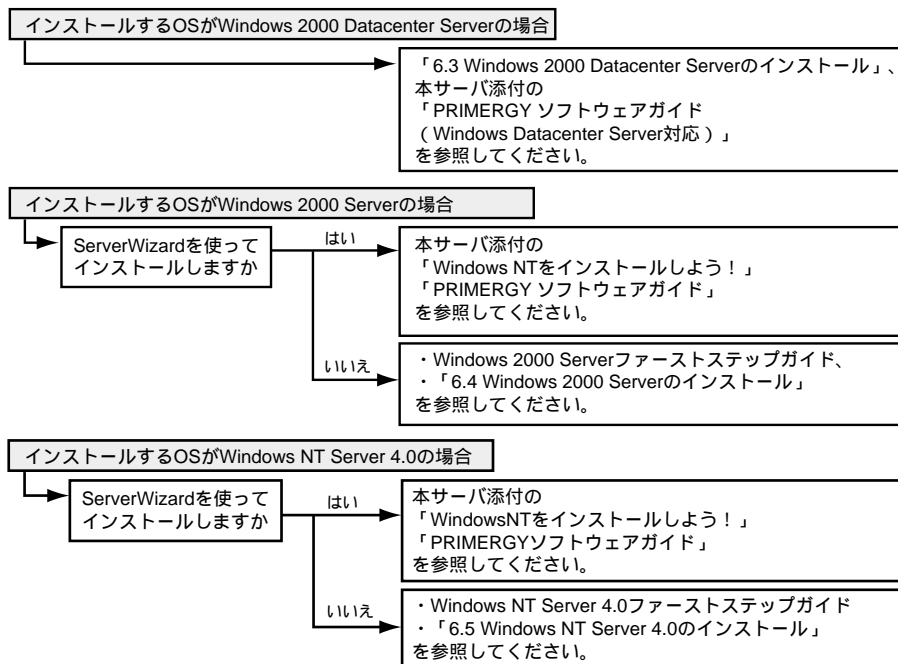 インストールするOSがWindows 2000 Datacenter Serverの場合
「6.3 Windows 2000 Datacenter Serverのインストール」、
本サーバ添付の
「PRIMERGY ソフトウェアガイド
（Windows Datacenter Server対応）」
を参照してください。
インストールするOSがWindows 2000 Serverの場合
ServerWizardを使って
インストールしますか
はい
本サーバ添付の
「Windows NTをインストールしよう！」
「PRIMERGY ソフトウェアガイド」
を参照してください。
いいえ
・Windows 2000 Serverファーストステップガイド、
・「6.4 Windows 2000 Serverのインストール」
を参照してください。
インストールするOSがWindows NT Server 4.0の場合
ServerWizardを使って
インストールしますか
はい
本サーバ添付の
「WindowsNTをインストールしよう！」
「PRIMERGYソフトウェアガイド」
を参照してください。
いいえ
・Windows NT Server 4.0ファーストステップガイド
・「6.5 Windows NT Server 4.0のインストール」
を参照してください。